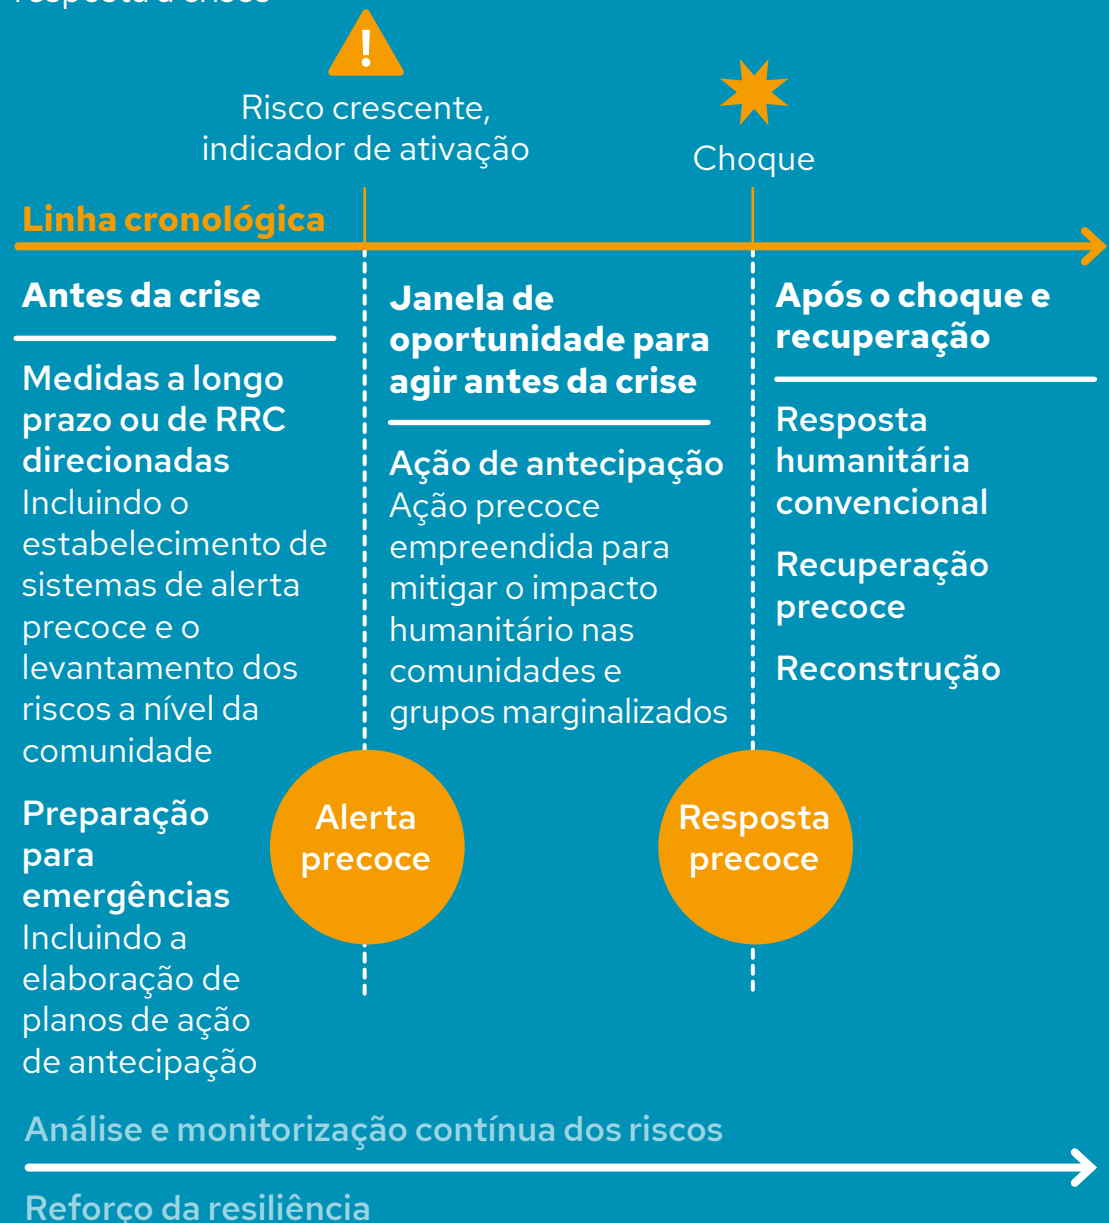 resposta a crises
Risco crescente,
indicador de ativação
Choque
Linha cronológica
Antes da crise
Medidas a longo
prazo ou de RRC
direcionadas
Incluindo o
estabelecimento de
sistemas de alerta
precoce e o
levantamento dos
riscos a nível da
comunidade
Preparação
para
emergências
Incluindo a
elaboração de
planos de ação
de antecipação
Alerta
precoce
Janela de
oportunidade para
agir antes da crise
Ação de antecipação
Ação precoce
empreendida para
mitigar o impacto
humanitário nas
comunidades e
grupos marginalizados
Resposta
precoce
Após o choque e
recuperação
Resposta
humanitária
convencional
Recuperação
precoce
Reconstrução
Análise e monitorização contínua dos riscos
Reforço da resiliência